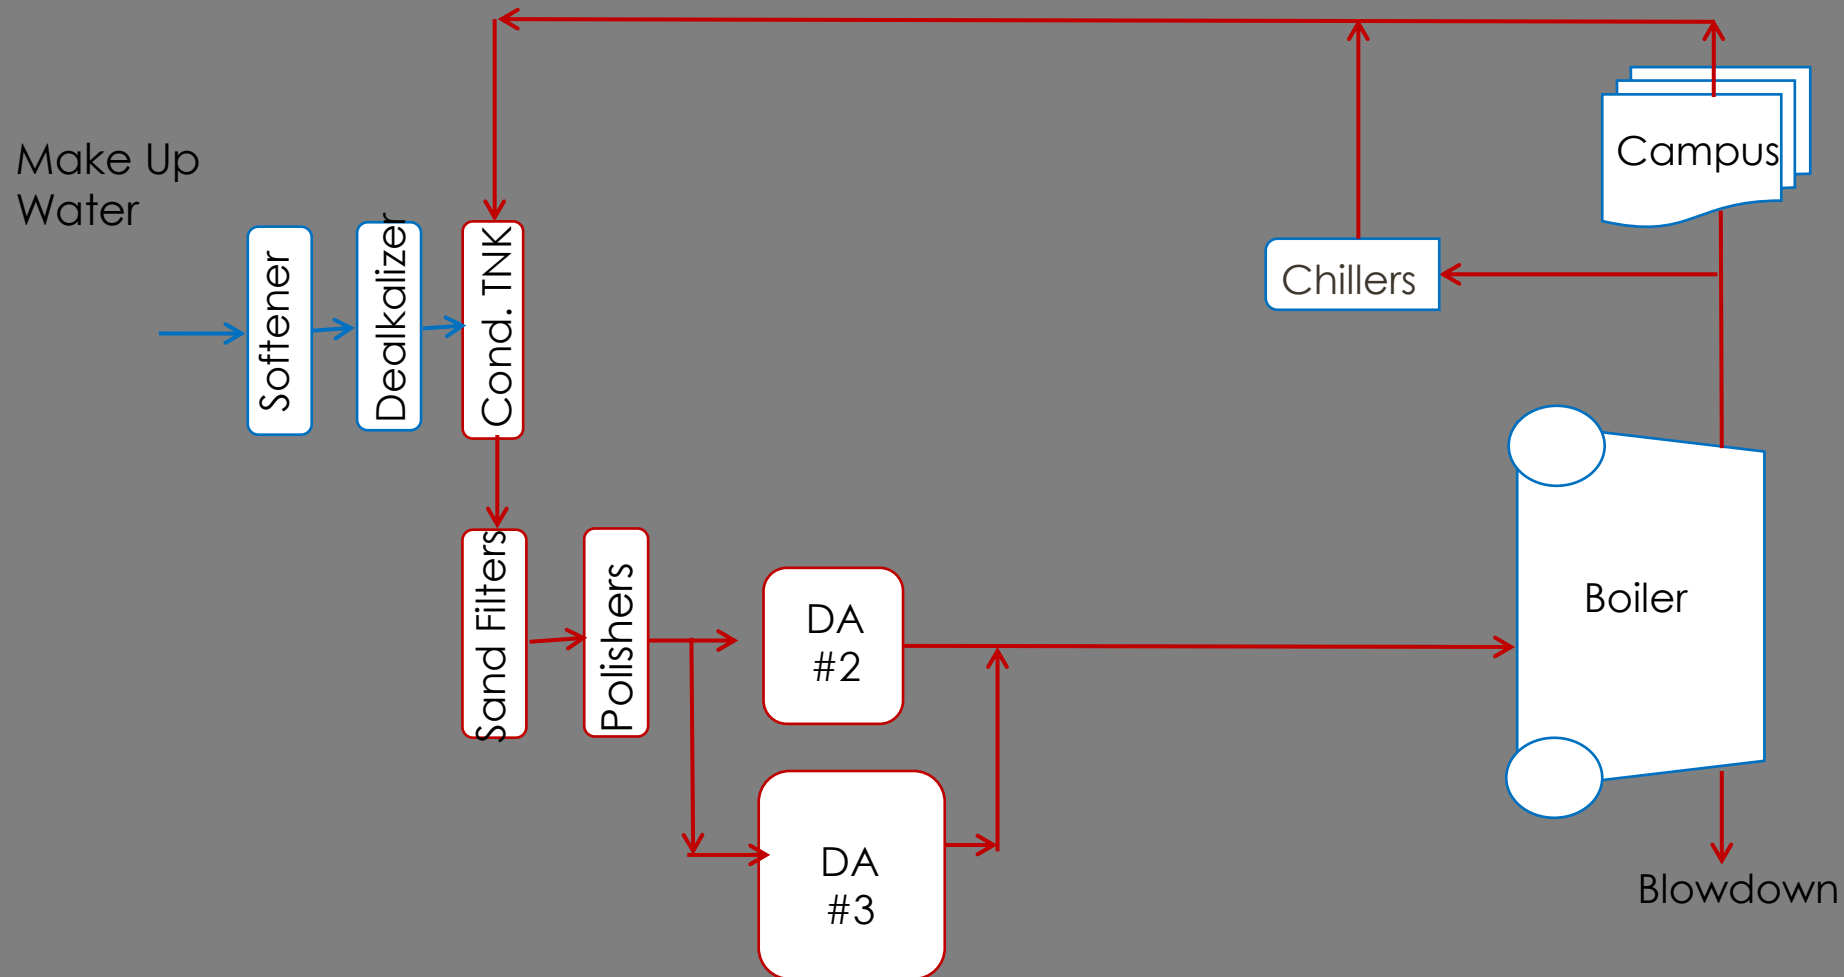 Make Up
Water
Softener
Dealkalizer
Cond. TNK
Campus
Chillers
Sand Filters
Polishers
DA
#2
DA
#3
Boiler
Blowdown